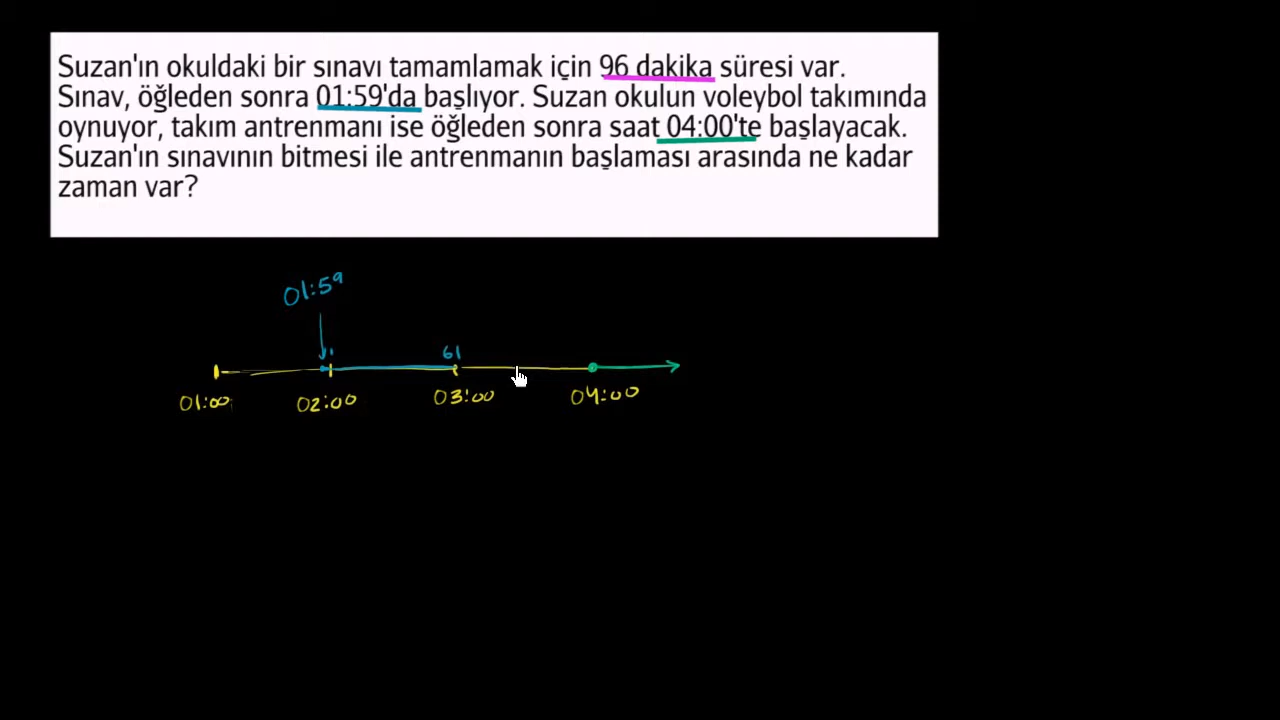 Suzan'ın okuldaki bir sınavı tamamlamak için 96 dakika süresi var.
Sınav, öğleden sonra 01:59'da başlıyor. Suzan okulun voleybol takımında
oynuyor, takım antrenmanı ise öğleden sonra saat 04:00'te başlayacak.
Suzan'ın sınavının bitmesi ile antrenmanın başlaması arasında ne kadar
zaman var?
01:59
61
01:00 02:00 03:00 04:00